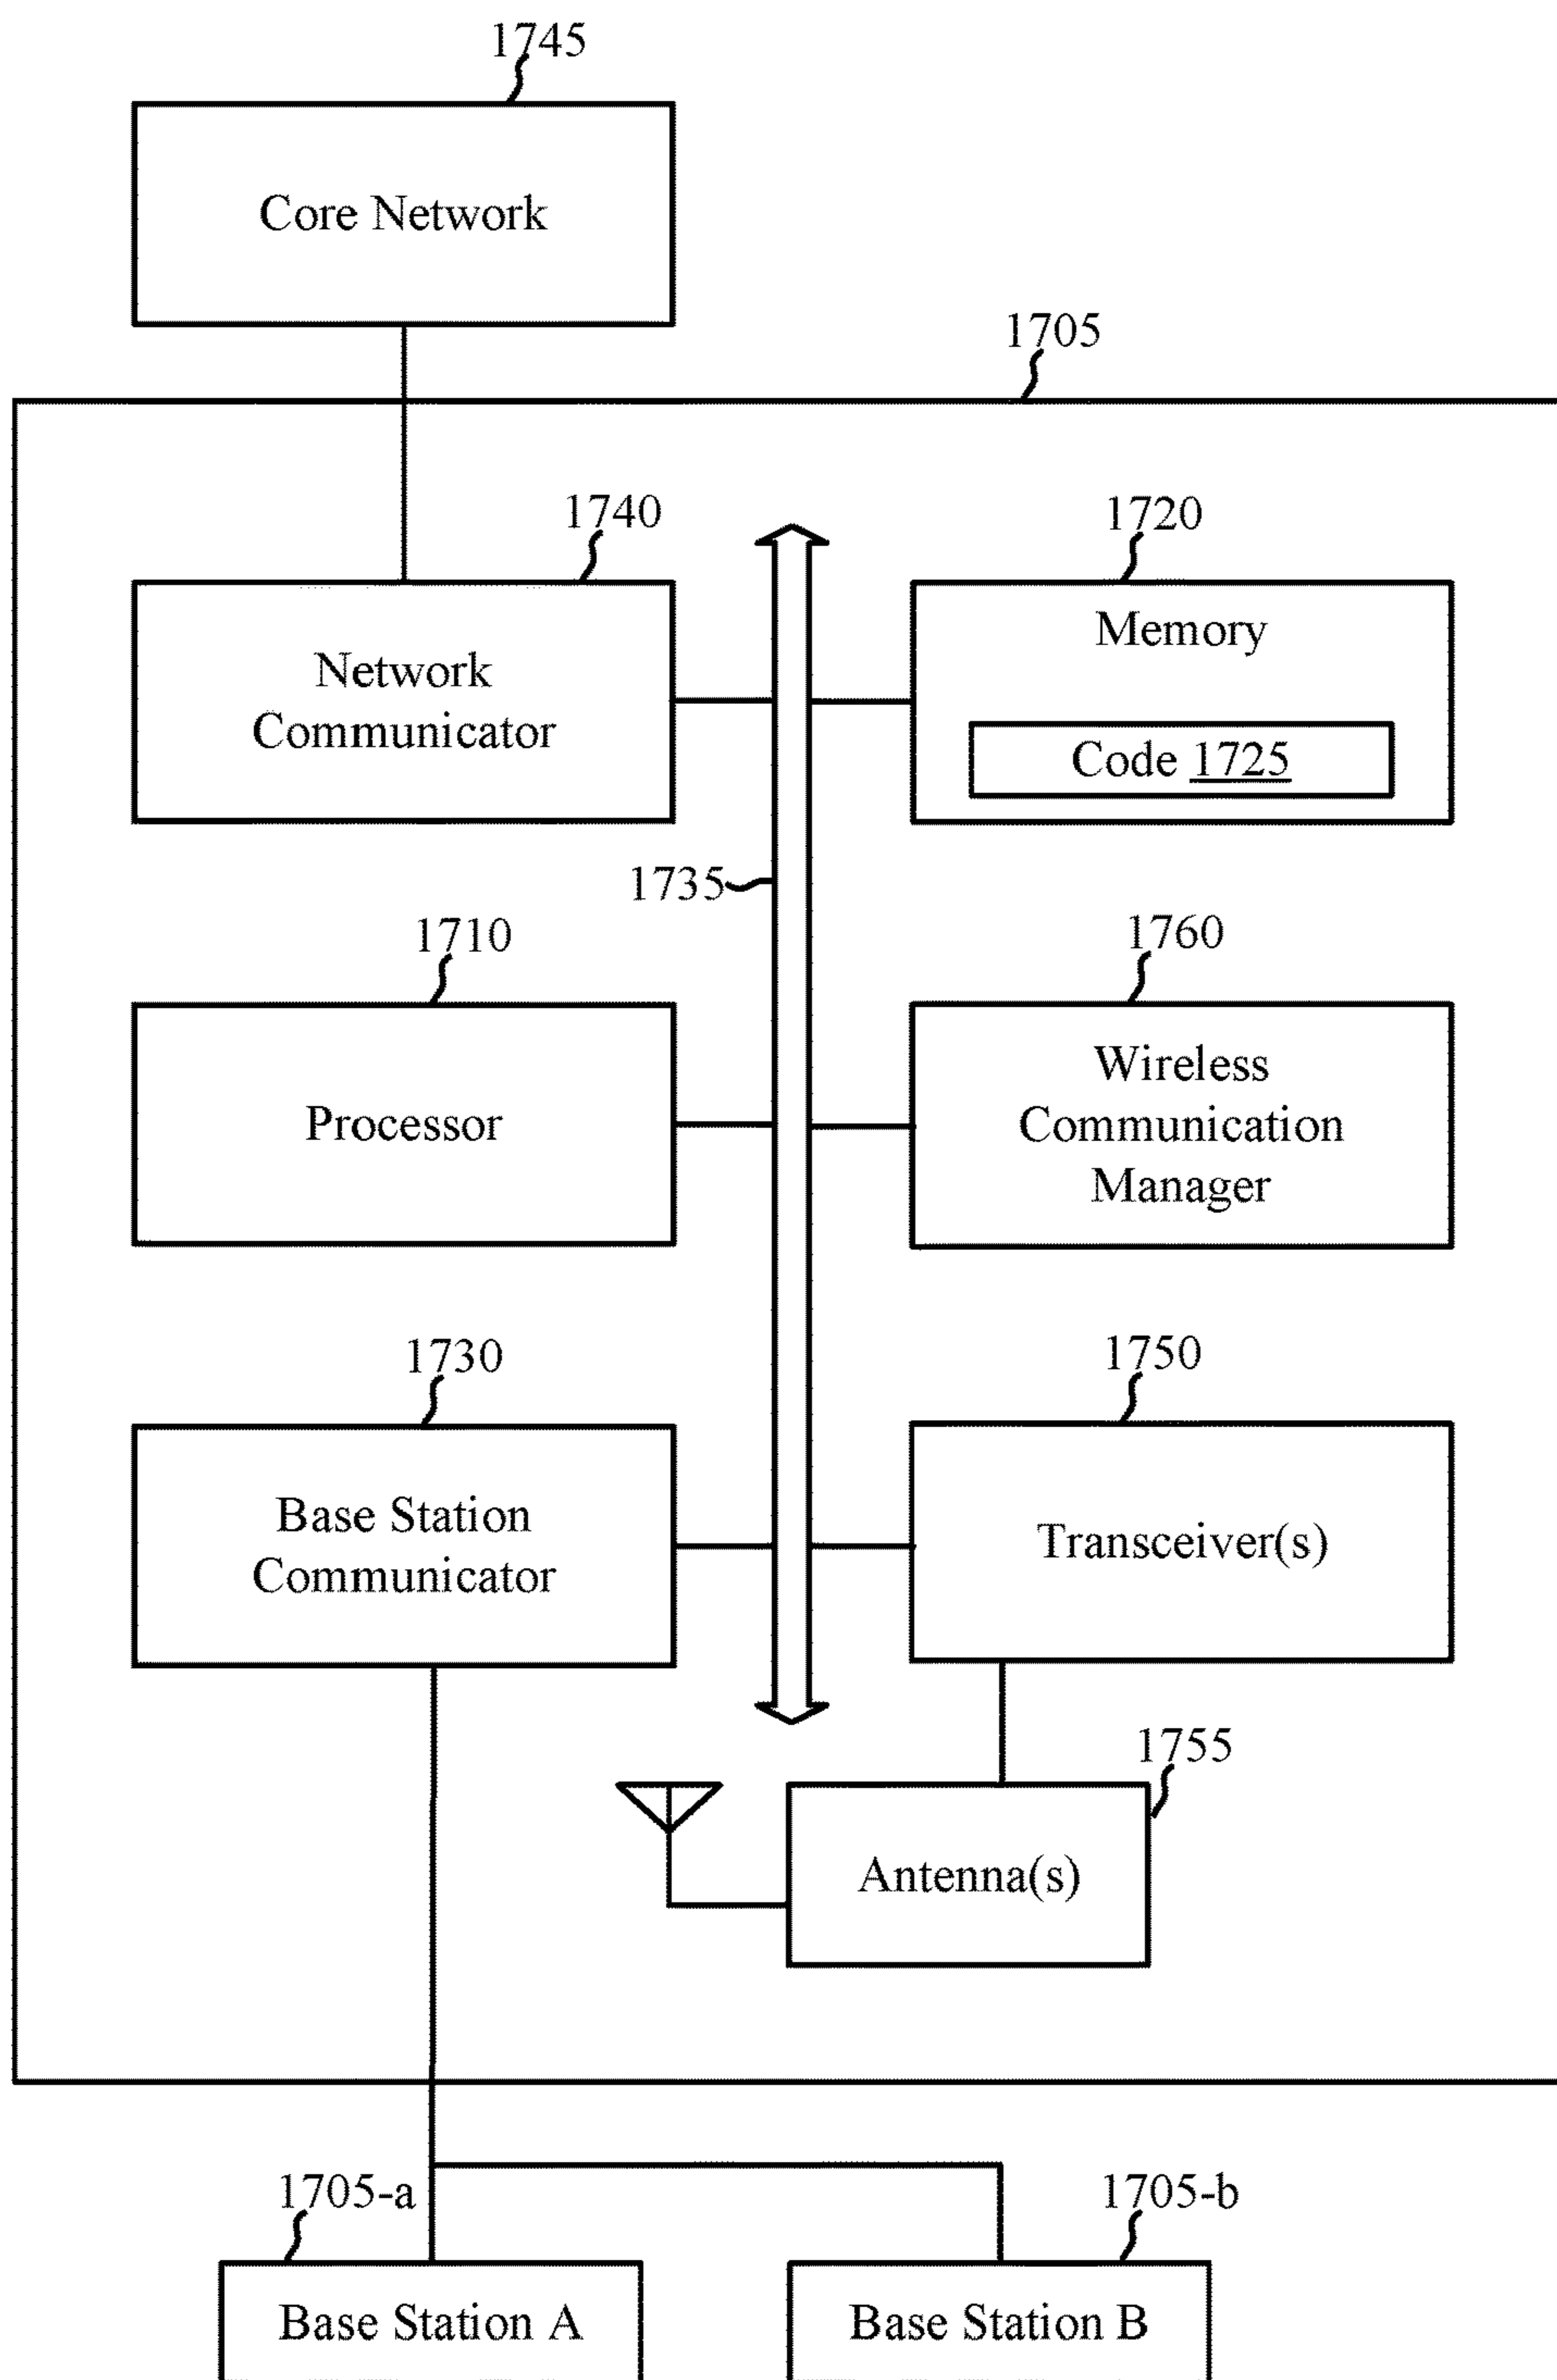 1745
Core Network
1705
1740
1720
Network
Communicator
Memory
Code 1725
1735
1710
1760
Processor
Wireless
Communication
Manager
1730
1750
Base Station
Communicator
Transceiver(s)
1755
Antenna(s)
1705-a
1705-b
Base Station A
Base Station B